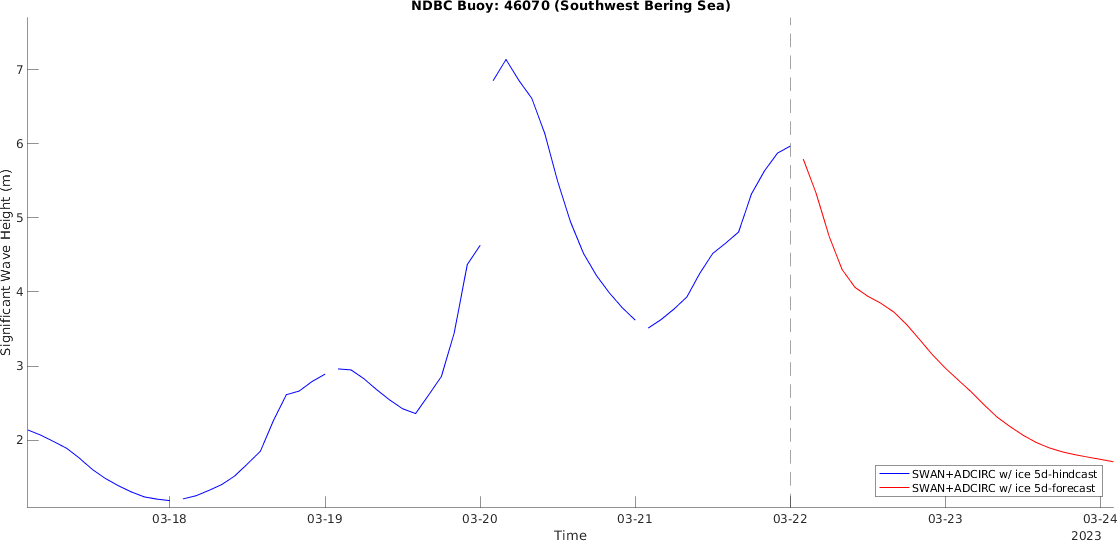 NDBC Buoy: 46070 (Southwest Bering Sea)
7
6
5
4
3
2
Significant Wave Height (m)
SWAN+ADCIRC w/ ice 5d-hindcast
SWAN+ADCIRC w/ ice 5d-forecast
03-18
03-19
03-20
03-21
03-22
03-23
03-24
Time
2023